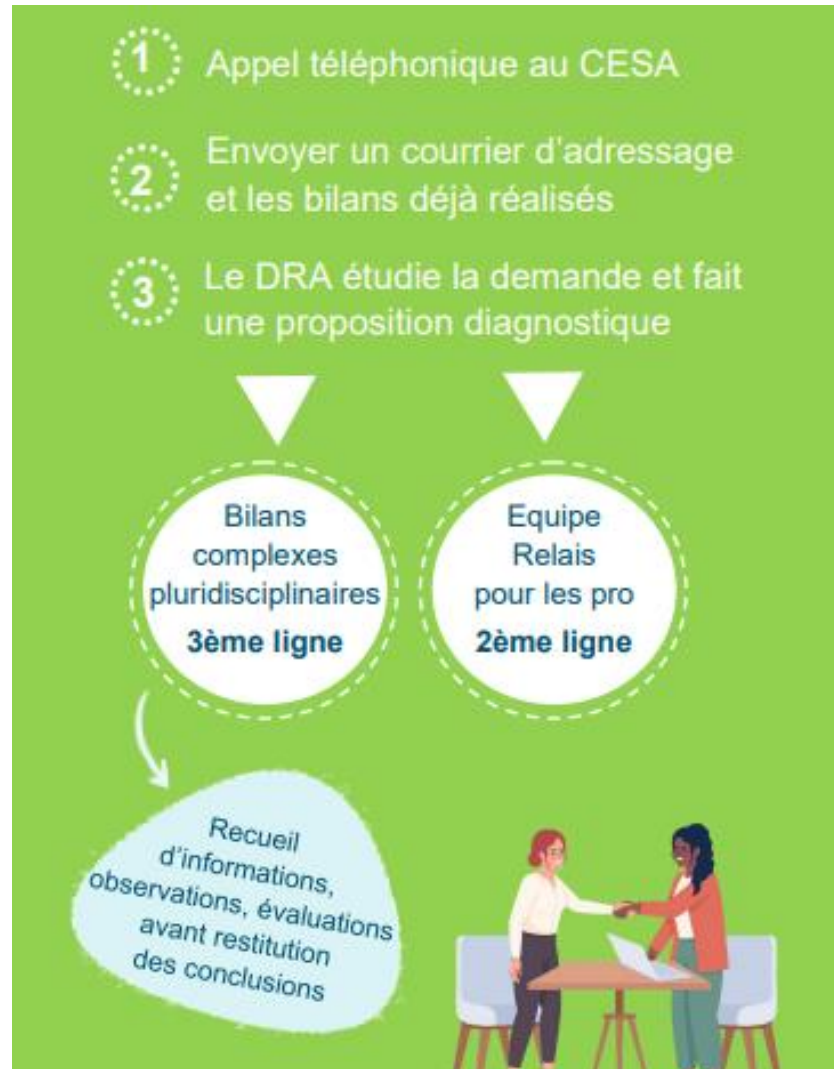 1 Appel téléphonique au CESA
2 Envoyer un courrier d'adressage
et les bilans déjà réalisés
3 Le DRA étudie la demande et fait
une proposition diagnostique
Bilans
complexes
pluridisciplinaires
3ème ligne
Equipe
Relais
pour les pro
2ème ligne
Recueil
d'informations,
observations, évaluations
avant restitution
des conclusions